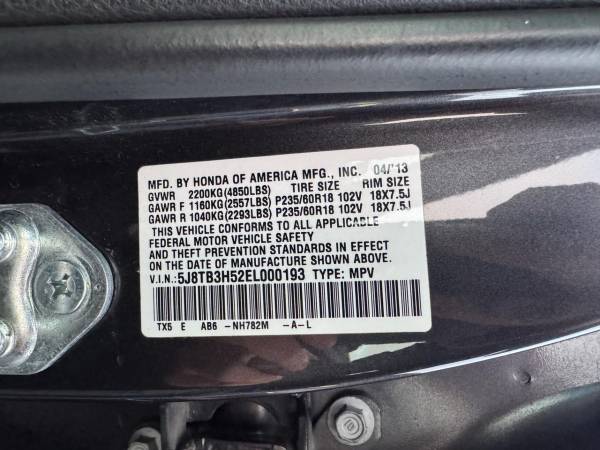 MFD. BY HONDA OF AMERICA MFG., INC. 04/'13
GVWR 2200KG(4850LBS) TIRE SIZE RIM SIZE
GAWR F 1160KG(2557LBS) P235/60R18 102V 18X7.5J
GAWR R 1040KG(2293LBS) P235/60R18 102V 18X7.5J
THIS VEHICLE CONFORMS TO ALL APPLICABLE
FEDERAL MOTOR VEHICLE SAFETY
AND THEFT PREVENTION STANDARDS IN EFFECT
ON THE DATE OF MANUFACTURE SHOWN ABOVE.
V.I.N.: 5J8TB3H52EL000193 TYPE: MPV
TX5 E AB6 -NH782M -A-L